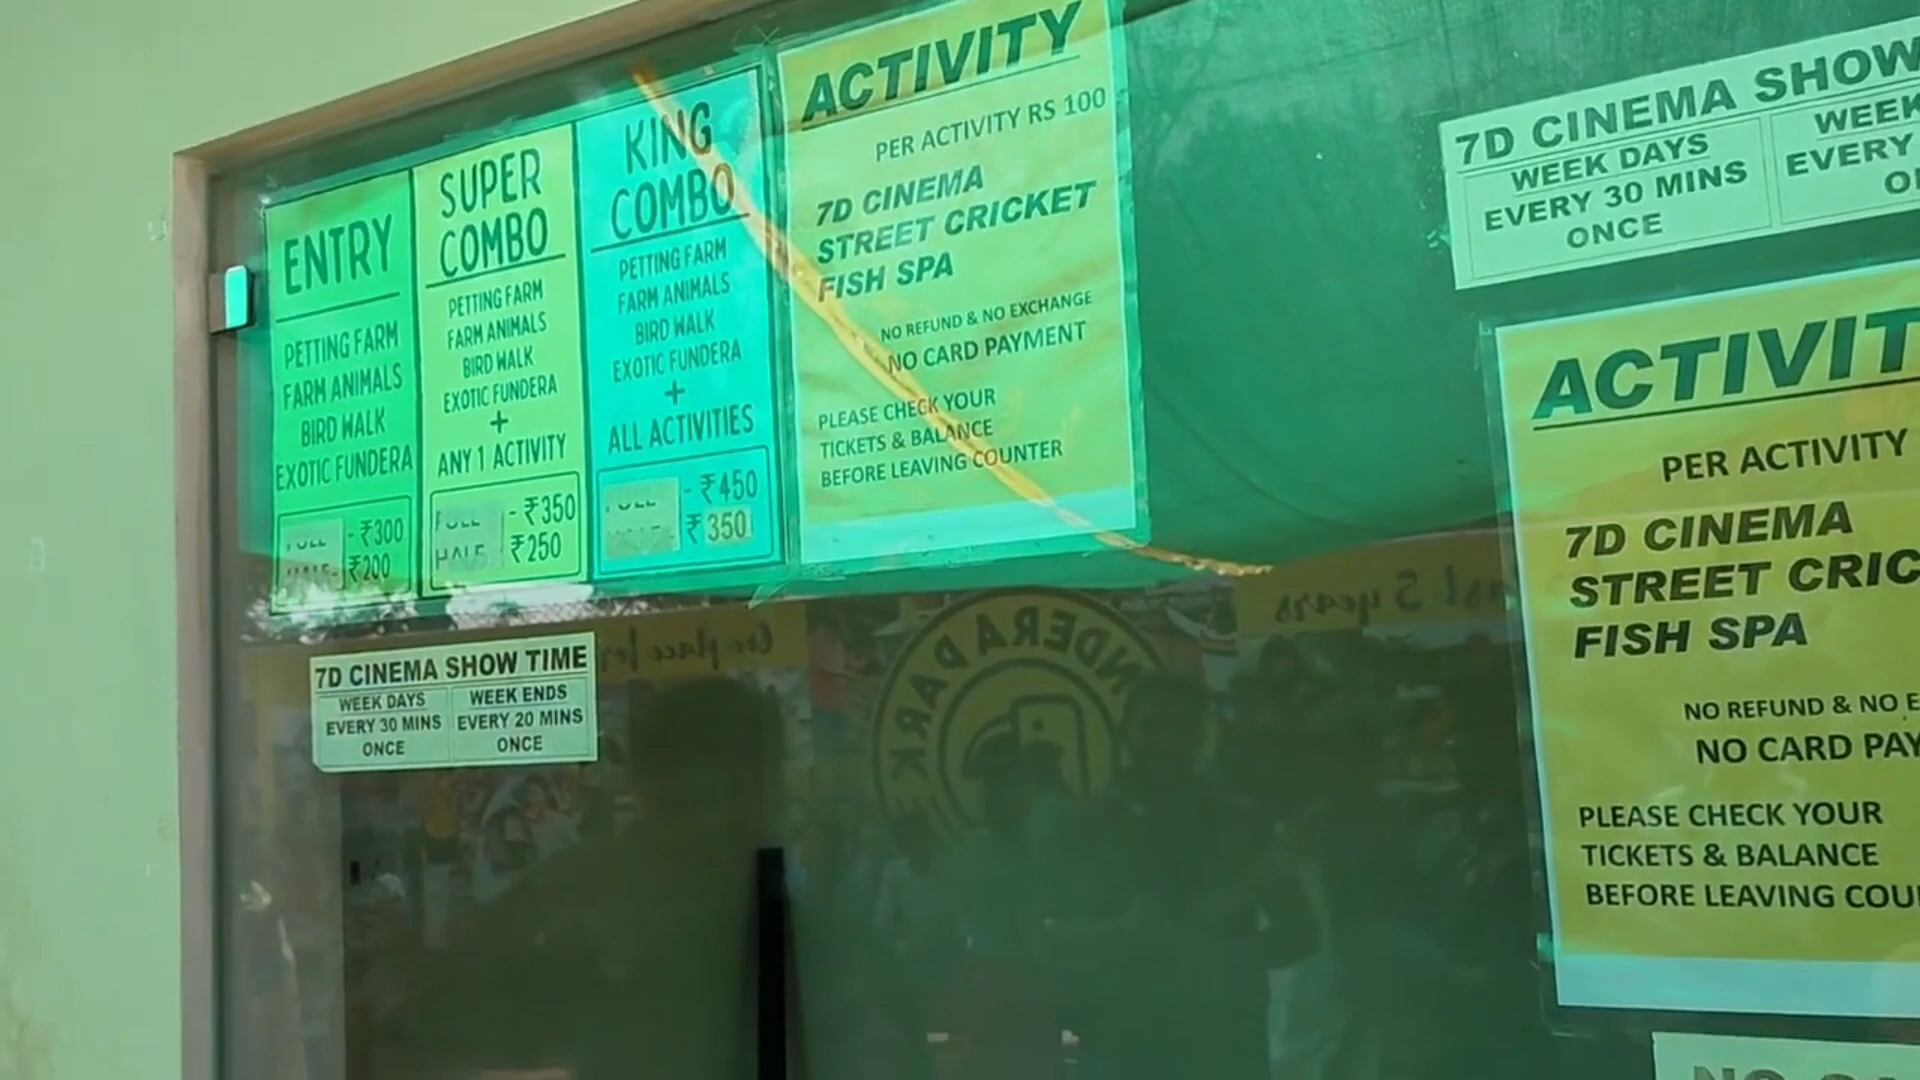 ENTRY
PETTING FARM
FARM ANIMALS
BIRD WALK
EXOTIC FUNDERA
- ₹300
₹200
SUPER
COMBO
PETTING FARM
FARM ANIMALS
BIRD WALK
EXOTIC FUNDERA
+
ANY 1 ACTIVITY
FULL - ₹350
HALF ₹250
KING
COMBO
PETTING FARM
FARM ANIMALS
BIRD WALK
EXOTIC FUNDERA
+
ALL ACTIVITIES
- ₹450
₹350
ACTIVITY
PER ACTIVITY RS 100
7D CINEMA
STREET CRICKET
FISH SPA
NO REFUND & NO EXCHANGE
NO CARD PAYMENT
PLEASE CHECK YOUR
TICKETS & BALANCE
BEFORE LEAVING COUNTER
7D CINEMA SHOW
WEEK DAYS
EVERY 30 MINS
ONCE
WEEK
EVERY
7D CINEMA SHOW TIME
WEEK DAYS
EVERY 30 MINS
ONCE
WEEK ENDS
EVERY 20 MINS
ONCE
ACTIVIT
PER ACTIVITY
7D CINEMA
STREET CRIC
FISH SPA
NO REFUND & NO E
NO CARD PAY
PLEASE CHECK YOUR
TICKETS & BALANCE
BEFORE LEAVING COU
NDERA PARK
5 years